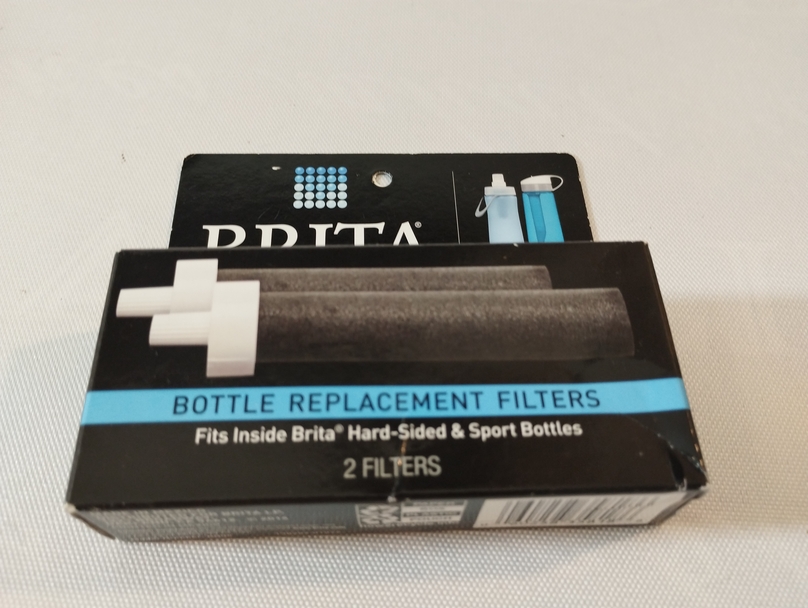 BRITA®
BOTTLE REPLACEMENT FILTERS
Fits Inside Brita® Hard-Sided & Sport Bottles
2 FILTERS